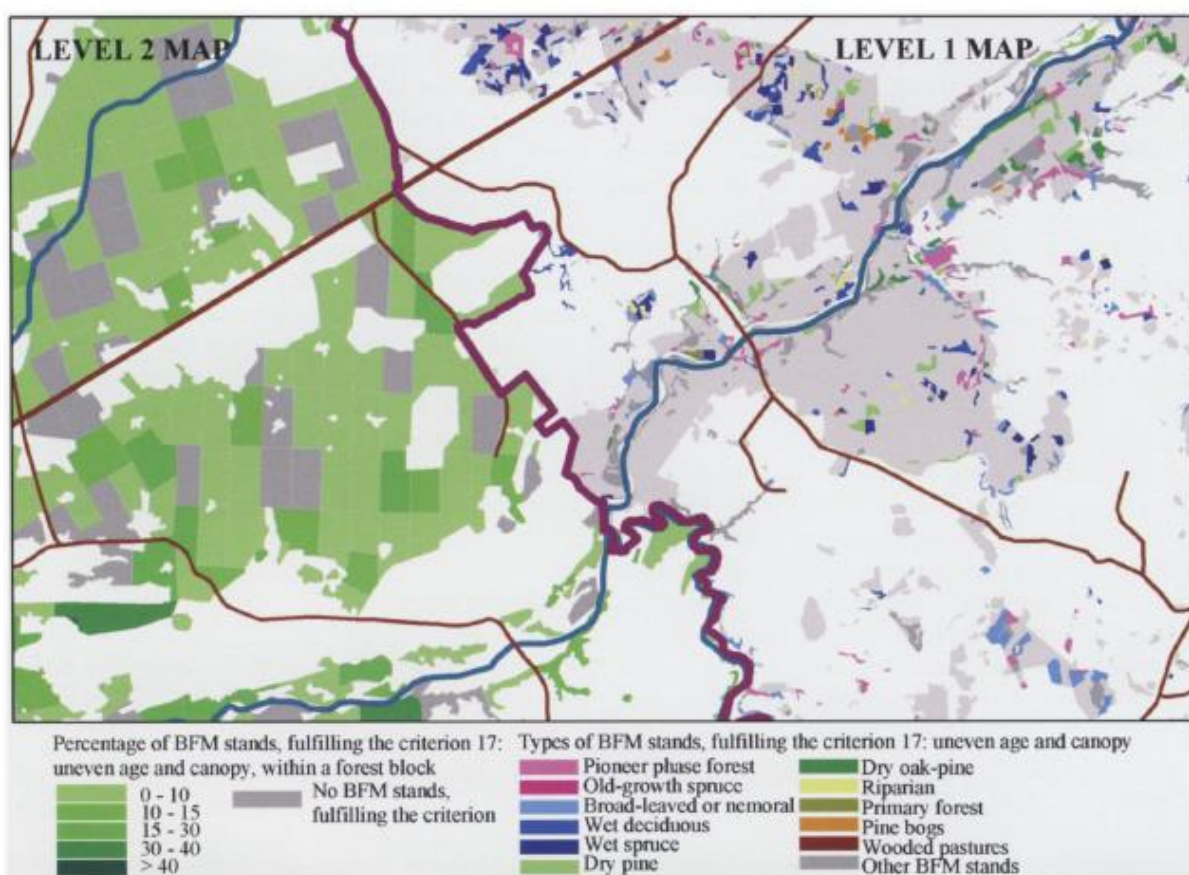 LEVEL 2 MAP
LEVEL 1 MAP
Percentage of BFM stands, fulfilling the criterion 17:
uneven age and canopy, within a forest block
0 - 10
10 - 15
15 - 30
30 - 40
> 40
No BFM stands,
fulfilling the criterion
Types of BFM stands, fulfilling the criterion 17: uneven age and canopy
Pioneer phase forest
Old-growth spruce
Broad-leaved or nemoral
Wet deciduous
Wet spruce
Dry pine
Dry oak-pine
Riparian
Primary forest
Pine bogs
Wooded pastures
Other BFM stands